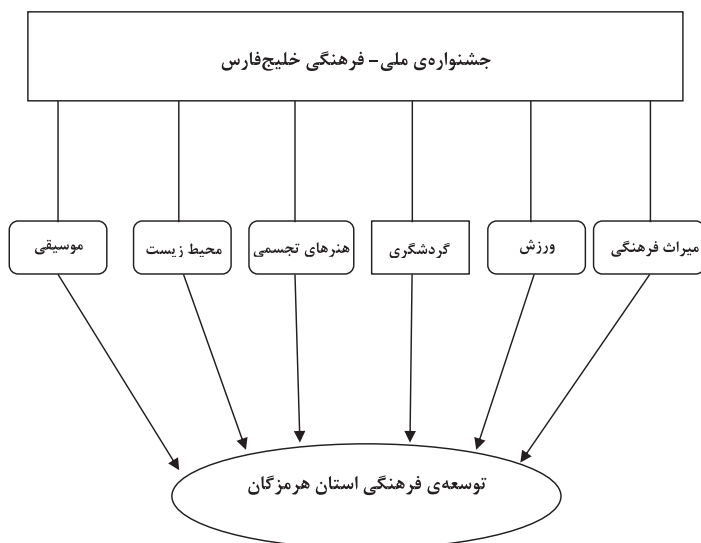 جشنواره‌ی ملی- فرهنگی خلیج‌فارس
میراث فرهنگی
ورزش
گردشگری
هنرهای تجسمی
محیط زیست
موسیقی
توسعه‌ی فرهنگی استان هرمزگان